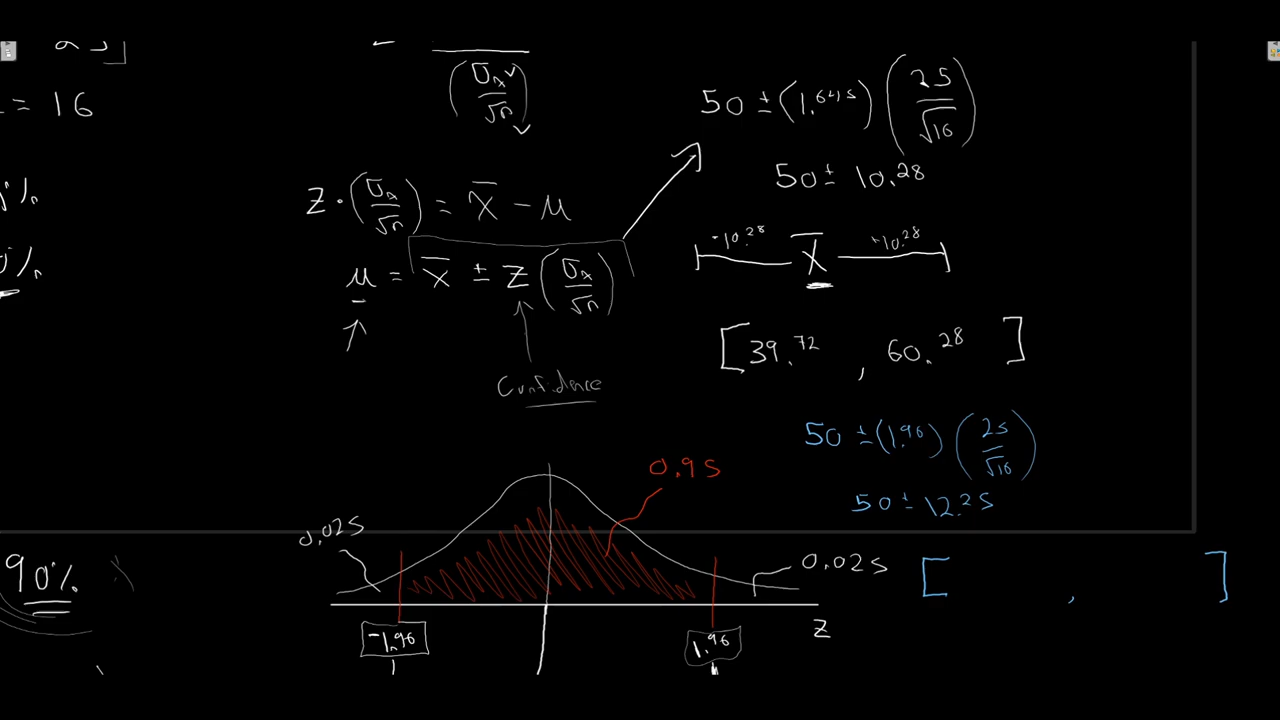 25]
= 16
(σx/√n)
50 ± (1.645) (25/√16)
50 ± 10.28
z · (σx/√n) = x̄ − μ
-10.28 x̄ +10.28
μ = x̄ ± z (σx/√n)
[39.72 , 60.28 ]
Confidence
50 ± (1.96) (25/√16)
50 ± 12.25
0.95
0.025
0.025
90%
[ , ]
-1.96
1.96
z